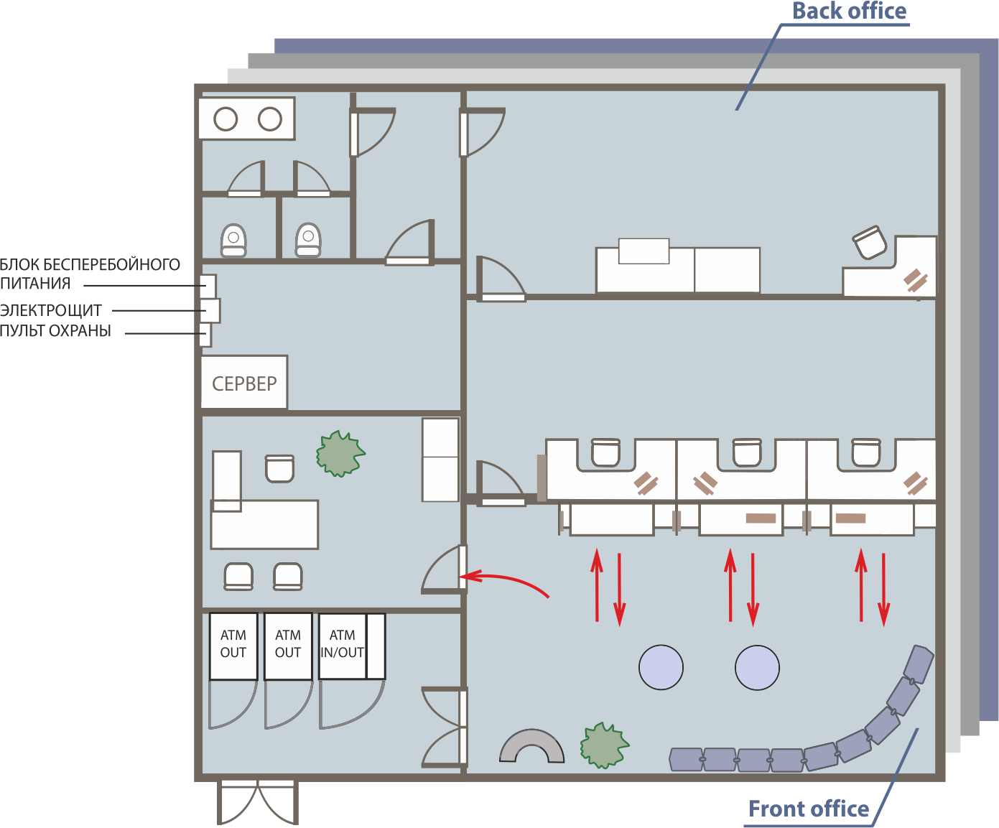 Back office
БЛОК БЕСПЕРЕБОЙНОГО
ПИТАНИЯ
ЭЛЕКТРОЩИТ
ПУЛЬТ ОХРАНЫ
СЕРВЕР
ATM
OUT
ATM
OUT
ATM
IN/OUT
Front office